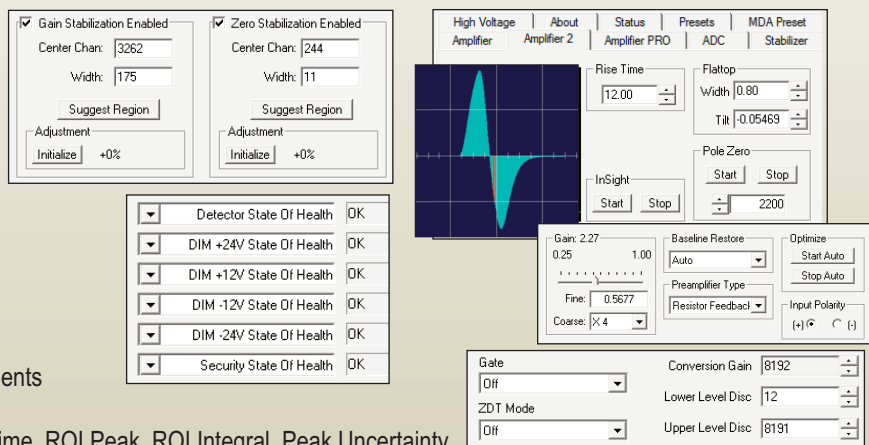 Gain Stabilization Enabled
Center Chan: 3262
Width: 175
Suggest Region
Adjustment
Initialize +0%
Zero Stabilization Enabled
Center Chan: 244
Width: 11
Suggest Region
Adjustment
Initialize +0%
High Voltage About Status Presets MDA Preset
Amplifier Amplifier 2 Amplifier PRO ADC Stabilizer
Rise Time
12.00
Flattop
Width 0.80
Tilt -0.05469
InSight
Start Stop
Pole Zero
Start Stop
2200
Detector State Of Health OK
DIM +24V State Of Health OK
DIM +12V State Of Health OK
DIM -12V State Of Health OK
DIM -24V State Of Health OK
Security State Of Health OK
Gain: 2.27
0.25 1.00
Fine: 0.5677
Coarse: X 4
Baseline Restore
Auto
Preamplifier Type
Resistor Feedback
Optimize
Start Auto
Stop Auto
Input Polarity
(+) (-)
Gate
Off
ZDT Mode
Off
Conversion Gain 8192
Lower Level Disc 12
Upper Level Disc 8191
ents
ime, ROI Peak, ROI Integral, Peak Uncertainty